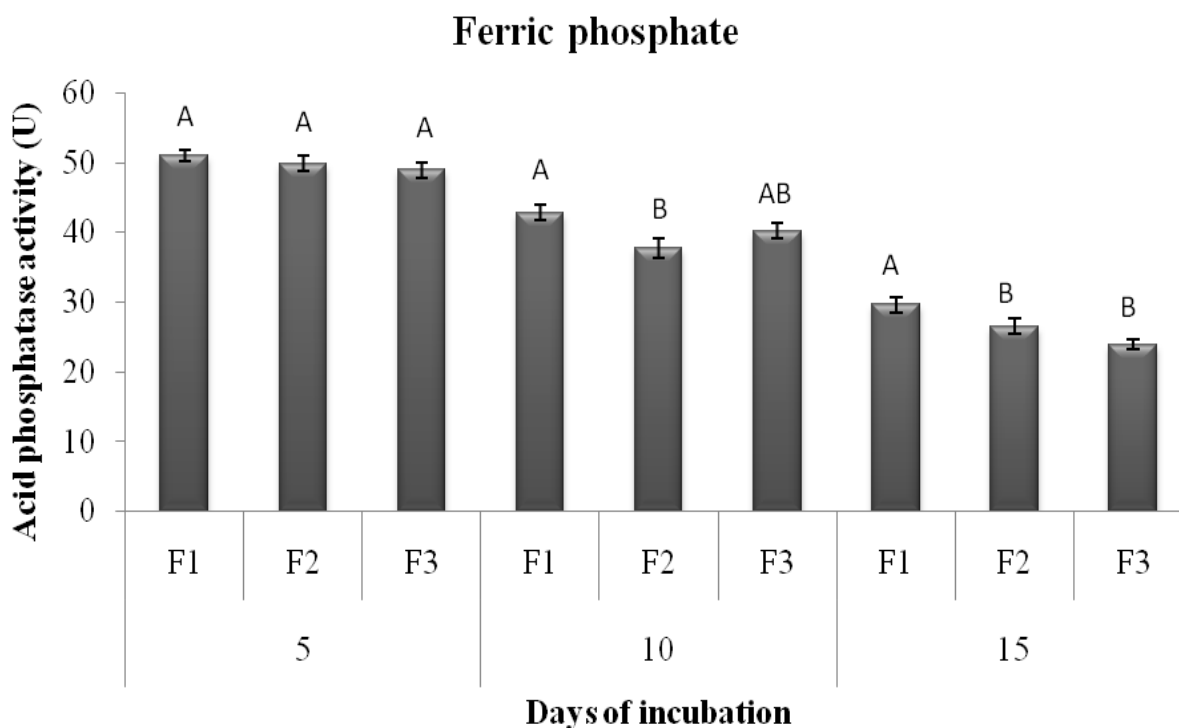 Ferric phosphate
Acid phosphatase activity (U)
60
50
40
30
20
10
0
A
A
A
A
B
AB
A
B
B
F1
F2
F3
F1
F2
F3
F1
F2
F3
5
10
15
Days of incubation